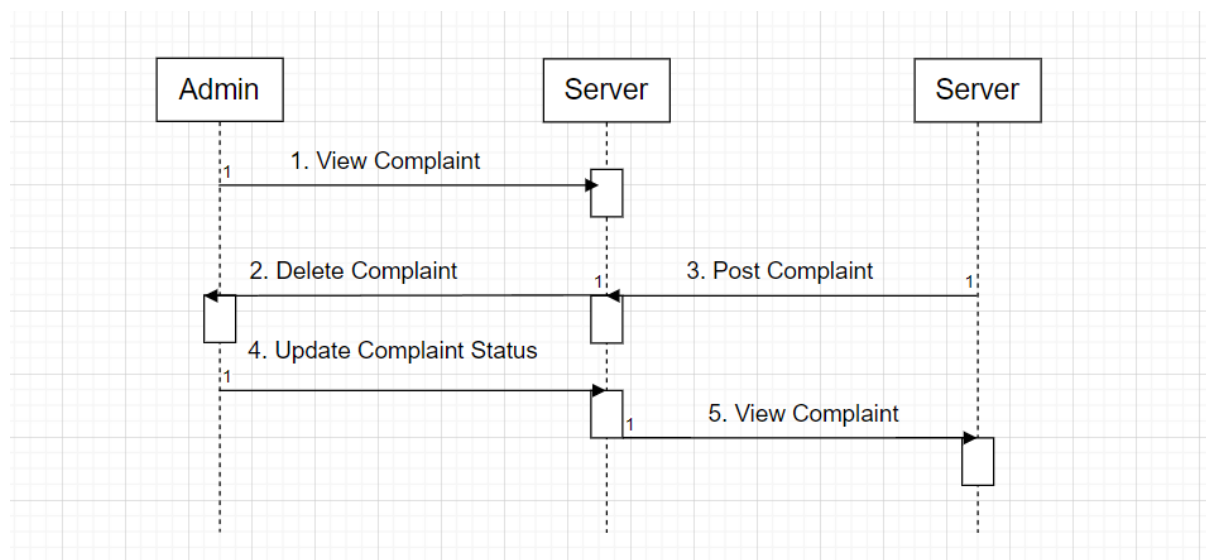 Admin
Server
Server
1. View Complaint
1
2. Delete Complaint
3. Post Complaint
1
1
4. Update Complaint Status
1
5. View Complaint
1